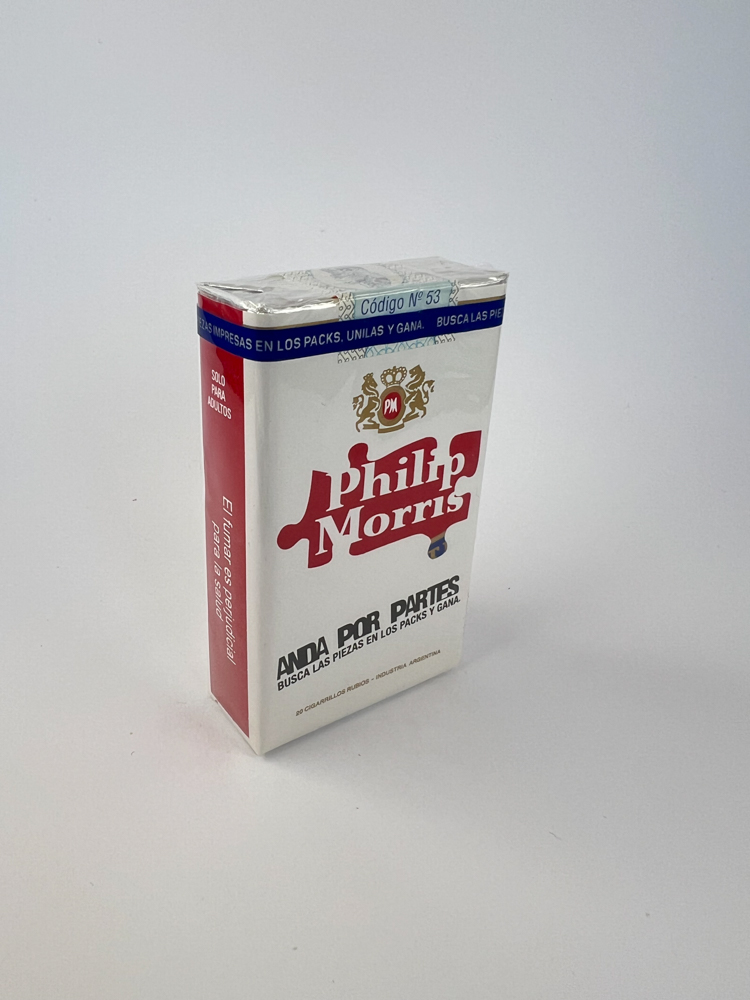 Código Nº 53
IMPRESAS EN LOS PACKS. UNILAS Y GANA. BUSCA LAS PIE
SOLO
PARA
ADULTOS
PM
Philip
Morris
El fumar es perjudicial
para la salud
ANDA POR PARTES
BUSCA LAS PIEZAS EN LOS PACKS Y GANA.
20 CIGARRILLOS RUBIOS - INDUSTRIA ARGENTINA